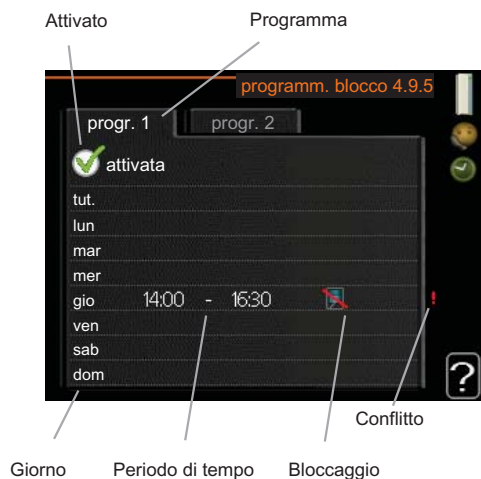 Attivato Programma
programm. blocco 4.9.5
progr. 1 progr. 2
attivata
tut.
lun
mar
mer
gio 14:00 - 16:30 !
ven
sab
dom
?
Conflitto
Giorno Periodo di tempo Bloccaggio